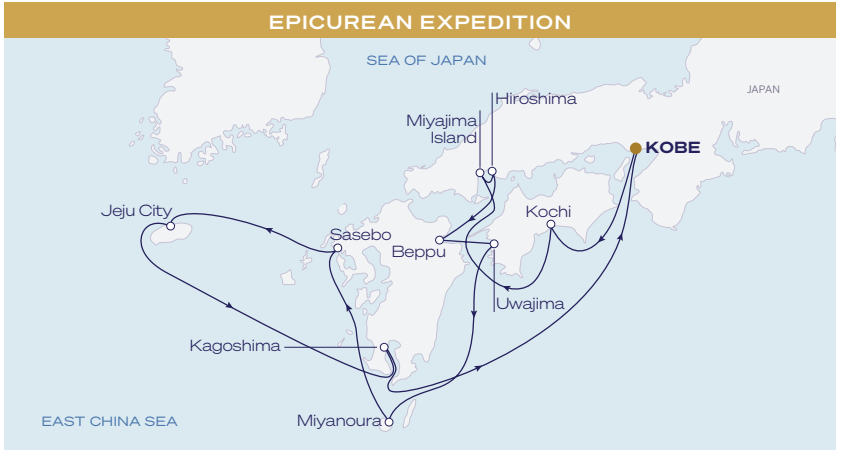 EPICUREAN EXPEDITION
SEA OF JAPAN
JAPAN
Hiroshima
Miyajima
Island
KOBE
Jeju City
Kochi
Sasebo
Beppu
Uwajima
Kagoshima
EAST CHINA SEA
Miyanoura